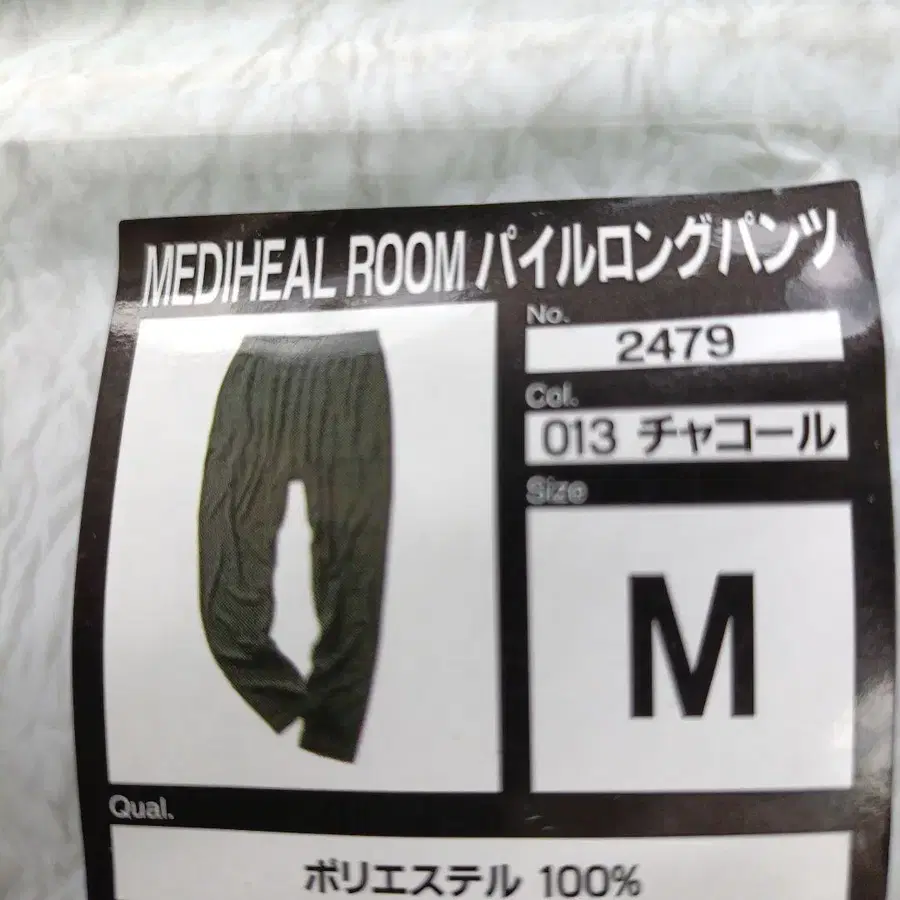 MEDIHEAL ROOM パイルロングパンツ
No.
2479
Col.
013 チャコール
Size
M
Qual.
ポリエステル 100%